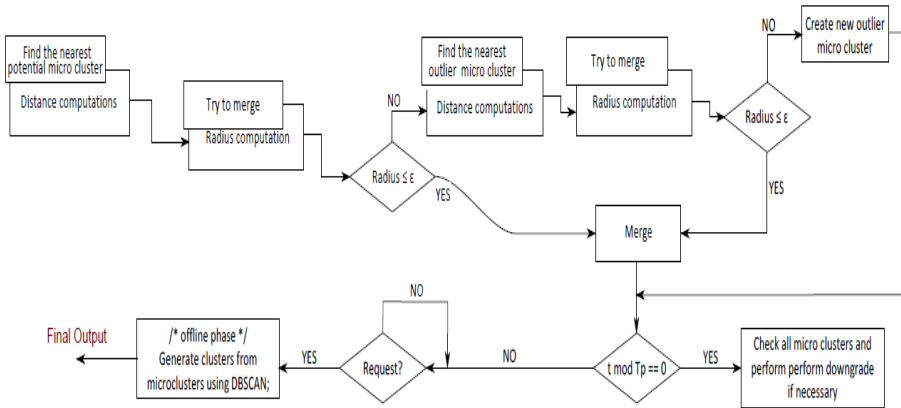 Find the nearest
potential micro cluster
Distance computations
Try to merge
Radius computation
Radius ≤ ε
NO
YES
Find the nearest
outlier micro cluster
Distance computations
Try to merge
Radius computation
Radius ≤ ε
NO
YES
Create new outlier
micro cluster
Merge
t mod Tp == 0
YES
Check all micro clusters and
perform perform downgrade
if necessary
NO
Request?
NO
YES
/* offline phase */
Generate clusters from
microclusters using DBSCAN;
Final Output